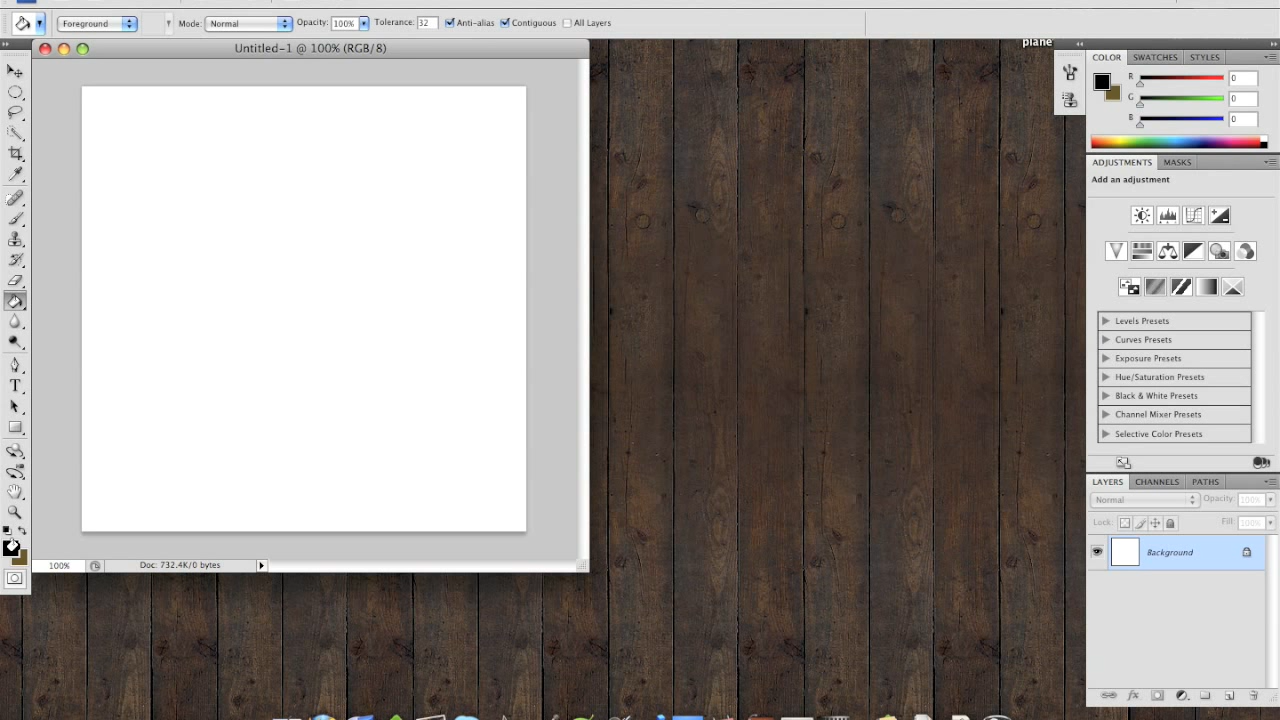 Foreground Mode: Normal Opacity: 100% Tolerance: 32 Anti-alias Contiguous All Layers
Untitled-1 @ 100% (RGB/8)
plane
COLOR SWATCHES STYLES
R 0
G 0
B 0
ADJUSTMENTS MASKS
Add an adjustment
Levels Presets
Curves Presets
Exposure Presets
Hue/Saturation Presets
Black & White Presets
Channel Mixer Presets
Selective Color Presets
LAYERS CHANNELS PATHS
Normal Opacity: 100%
Lock: Fill: 100%
Background
100% Doc: 732.4K/0 bytes